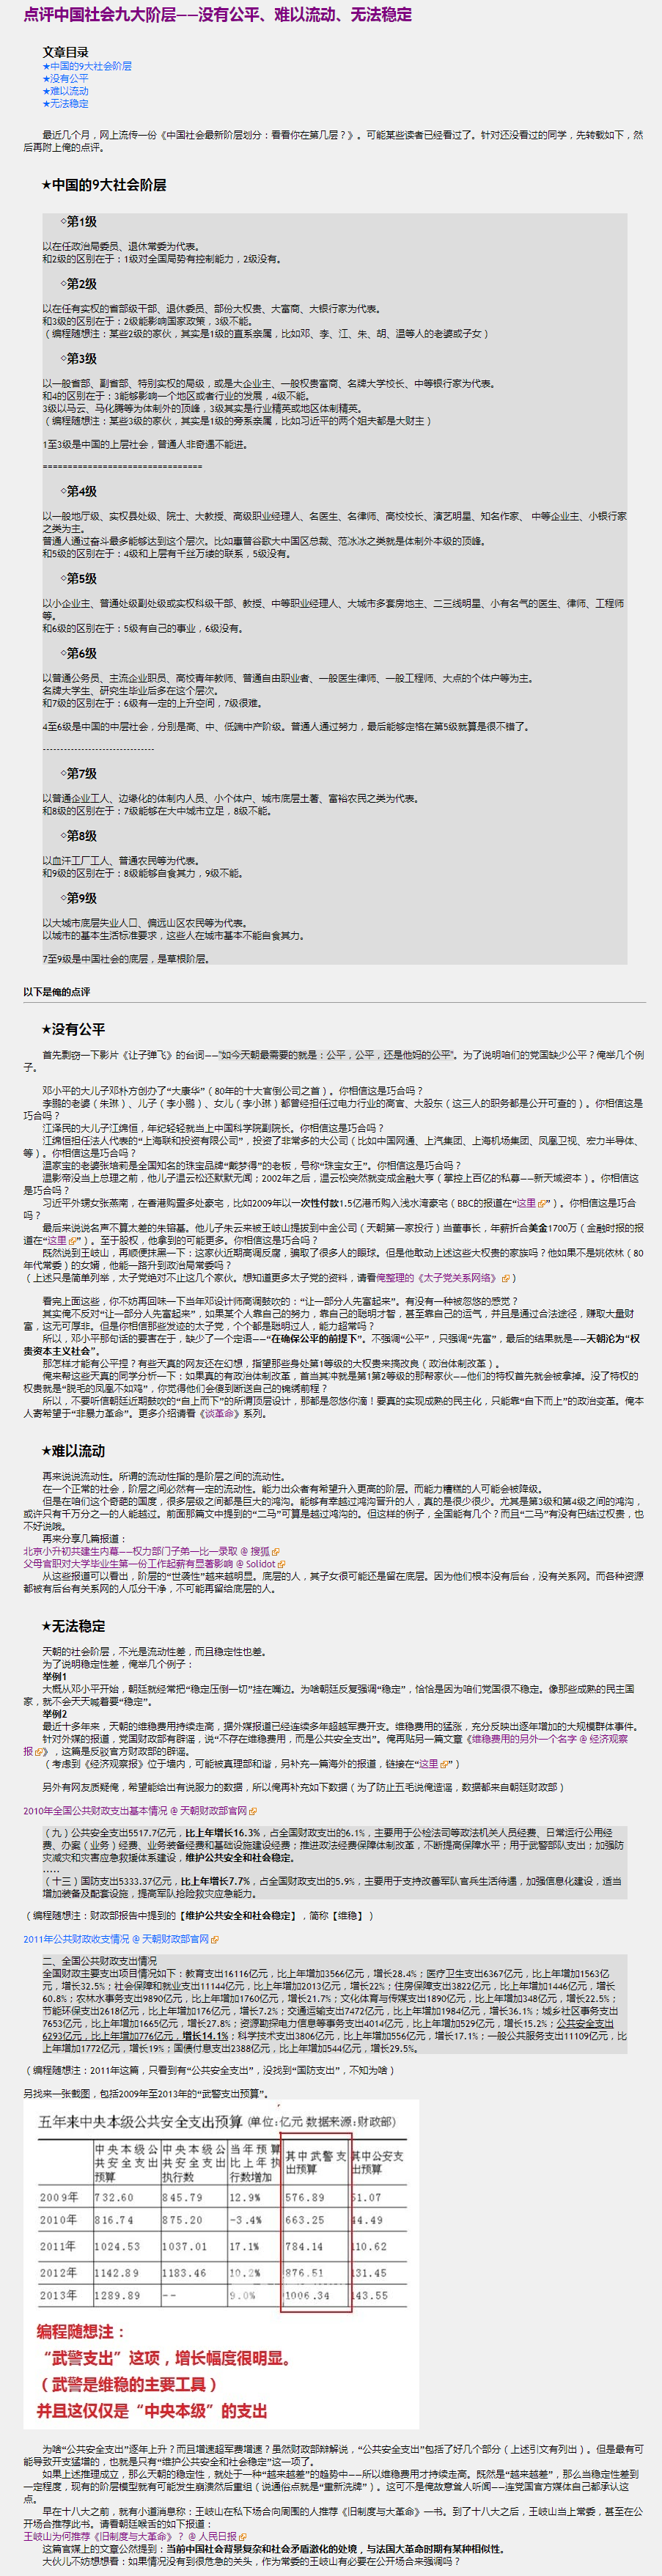 点评中国社会九大阶层——没有公平、难以流动、无法稳定
文章目录
★中国的9大社会阶层
★没有公平
★难以流动
★无法稳定
最近几个月，网上流传一份《中国社会最新阶层划分：看看你在第几层？》。可能某些读者已经看过了。针对还没看过的同学，先转载如下，然
后再附上俺的点评。
★中国的9大社会阶层
◇第1级
以在任政治局委员、退休常委为代表。
和2级的区别在于：1级对全国局势有控制能力，2级没有。
◇第2级
以在任有实权的省部级干部、退休委员、部份大权贵、大富商、大银行家为代表。
和3级的区别在于：2级能影响国家政策，3级不能。
（编程随想注：某些2级的家伙，其实是1级的直系亲属，比如邓、李、江、朱、胡、温等人的老婆或子女）
◇第3级
以一般省部、副省部、特别实权的局级，或是大企业主、一般权贵富商、名牌大学校长、中等银行家为代表。
和4的区别在于：3能够影响一个地区或者行业的发展，4级不能。
3级以马云、马化腾等为体制外的顶峰，3级其实是行业精英或地区体制精英。
（编程随想注：某些3级的家伙，其实是1级的旁系亲属，比如习近平的两个姐夫都是大财主）
1至3级是中国的上层社会，普通人非奇遇不能进。
================================
◇第4级
以一般地厅级、实权县处级、院士、大教授、高级职业经理人、名医生、名律师、高校校长、演艺明星、知名作家、 中等企业主、小银行家
之类为主。
普通人通过奋斗最多能够达到这个层次。比如唐骏谷歌大中国区总裁、范冰冰之类就是体制外本级的顶峰。
和5级的区别在于：4级和上层有千丝万缕的联系，5级没有。
◇第5级
以小企业主、普通处级副处级或实权科级干部、教授、中等职业经理人、大城市多套房地主、二三线明星、小有名气的医生、律师、工程师
等。
和6级的区别在于：5级有自己的事业，6级没有。
◇第6级
以普通公务员、主流企业职员、高校青年教师、普通自由职业者、一般医生律师、一般工程师、大点的个体户等为主。
名牌大学生、研究生毕业后多在这个层次。
和7级的区别在于：6级有一定的上升空间，7级很难。
4至6级是中国的中层社会，分别是高、中、低端中产阶级。普通人通过努力，最后能够定格在第5级就算是很不错了。
--------------------------------
◇第7级
以普通企业工人、边缘化的体制内人员、小个体户、城市底层土著、富裕农民之类为代表。
和8级的区别在于：7级能够在大中城市立足，8级不能。
◇第8级
以血汗工厂工人、普通农民等为代表。
和9级的区别在于：8级能够自食其力，9级不能。
◇第9级
以大城市底层失业人□、偏远山区农民等为代表。
以城市的基本生活标准要求，这些人在城市基本不能自食其力。
7至9级是中国社会的底层，是草根阶层。
以下是俺的点评
★没有公平
首先剽窃一下影片《让子弹飞》的台词——“如今天朝最需要的就是：公平，公平，还是他妈的公平”。为了说明咱们的党国缺少公平？俺举几个例
子。
邓小平的大儿子邓朴方创办了“大康华”（80年的十大官倒公司之首）。你相信这是巧合吗？
李鹏的老婆（朱琳）、儿子（李小鹏）、女儿（李小琳）都曾经担任过电力行业的高官、大股东（这三人的职务都是公开可查的）。你相信这是
巧合吗？
江泽民的大儿子江绵恒，年纪轻轻就当上中国科学院副院长。你相信这是巧合吗？
江绵恒担任法人代表的“上海联和投资有限公司”，投资了非常多的大公司（比如中国网通、上汽集团、上海机场集团、凤凰卫视、宏力半导体、
等）。你相信这是巧合吗？
温家宝的老婆张培莉是全国知名的珠宝品牌“戴梦得”的老板，号称“珠宝女王”。你相信这是巧合吗？
温影帝没当上总理之前，他儿子温云松还默默无闻；2002年之后，温云松突然就变成金融大亨（掌控上百亿的私募——新天域资本）。你相信
这是巧合吗？
习近平外甥女张燕南，在香港购置多处豪宅，比如2009年以一次性付款1.5亿港币购入浅水湾豪宅（BBC的报道在“这里”）。你相信这是巧合
吗？
最后来说说名声不算太差的朱镕基。他儿子朱云来被王岐山提拔到中金公司（天朝第一家投行）当董事长，年薪折合美金1700万（金融时报的报
道在“这里”）。至于股权，他拿到的可能更多。你相信这是巧合吗？
既然说到王岐山，再顺便抹黑一下：这家伙近期高调反腐，骗取了很多人的眼球。但是他敢动上述这些大权贵的家族吗？他如果不是姚依林（80
年代常委）的女婿，他能一路升到政治局常委吗？
（上述只是简单列举，太子党绝对不止这几个家伙。想知道更多太子党的资料，请看俺整理的《太子党关系网络》）
看完上面这些，你不妨再回味一下当年邓设计师高调鼓吹的：“让一部分人先富起来”。有没有一种被忽悠的感觉？
其实俺不反对“让一部分人先富起来”，如果某个人靠自己的努力，靠自己的聪明才智，甚至靠自己的运气，并且是通过合法途径，赚取大量财
富，这无可厚非。但是你相信那些发迹的太子党，个个都是聪明过人，能力超常吗？
所以，邓小平那句话的要害在于，缺少了一个定语——“在确保公平的前提下”。不强调“公平”，只强调“先富”，最后的结果就是——天朝沦为“权
贵资本主义社会”。
那怎样才能有公平捏？有些天真的网友还在幻想，指望那些身处第1等级的大权贵来搞改良（政治体制改革）。
俺来帮这些天真的同学分析一下：如果真的有政治体制改革，首当其冲就是第1第2等级的那帮家伙——他们的特权首先就会被拿掉。没了特权的
权贵就是“脱毛的凤凰不如鸡”，你觉得他们会傻到断送自己的锦绣前程？
所以，不要听信朝廷近期鼓吹的“自上而下”的所谓顶层设计，那都是忽悠你滴！要真的实现成熟的民主化，只能靠“自下而上”的政治变革。俺本
人寄希望于“非暴力革命”。更多介绍请看《谈革命》系列。
★难以流动
再来说说流动性。所谓的流动性指的是阶层之间的流动性。
在一个正常的社会，阶层之间必然有一定的流动性。能力出众者有希望升入更高的阶层。而能力糟糕的人可能会被降级。
但是在咱们这个奇葩的国度，很多层级之间都是巨大的鸿沟。能够有幸越过鸿沟晋升的人，真的是很少很少。尤其是第3级和第4级之间的鸿沟，
或许只有千万分之一的人能越过。前面那篇文中提到的“二马”可算是越过鸿沟的。但这样的例子，全国能有几个？而且“二马”有没有巴结过权贵，也
不好说哦。
再来分享几篇报道：
北京小升初共建生内幕——权力部门子弟一比一录取 @ 搜狐
父母官职对大学毕业生第一份工作起薪有显著影响 @ Solidot
从这些报道可以看出，阶层的“世袭性”越来越明显。底层的人，其子女很可能还是留在底层。因为他们根本没有后台，没有关系网。而各种资源
都被有后台有关系网的人瓜分干净，不可能再留给底层的人。
★无法稳定
天朝的社会阶层，不光是流动性差，而且稳定性也差。
为了说明稳定性差，俺举几个例子：
举例1
大概从邓小平开始，朝廷就经常把“稳定压倒一切”挂在嘴边。为啥朝廷反复强调“稳定”，恰恰是因为咱们党国很不稳定。像那些成熟的民主国
家，就不会天天喊着要“稳定”。
举例2
最近十多年来，天朝的维稳费用持续走高，据外媒报道已经连续多年超越军费开支。维稳费用的猛涨，充分反映出逐年增加的大规模群体事件。
针对外媒的报道，党国财政部有辟谣，说“不存在维稳费用，而是公共安全支出”。俺再贴另一篇文章《维稳费用的另外一个名字 @ 经济观察
报》，这篇是反驳官方财政部的辟谣。
（考虑到《经济观察报》位于墙内，可能被真理部和谐，另补充一篇海外的报道，链接在“这里”）
另外有网友质疑俺，希望能给出有说服力的数据，所以俺再补充如下数据（为了防止五毛说俺造谣，数据都来自朝廷财政部）
2010年全国公共财政支出基本情况 @ 天朝财政部官网
（九）公共安全支出5517.7亿元，比上年增长16.3%，占全国财政支出的6.1%，主要用于公检法司等政法机关人员经费、日常运行公用经
费、办案（业务）经费、业务装备经费和基础设施建设经费；推进政法经费保障体制改革，不断提高保障水平；用于武警部队支出；加强防
灾减灾和灾害应急救援体系建设，维护公共安全和社会稳定。
.....
（十三）国防支出5333.37亿元，比上年增长7.7%，占全国财政支出的5.9%，主要用于支持改善军队官兵生活待遇，加强信息化建设，适当
增加装备及配套设施，提高军队抢险救灾应急能力。
（编程随想注：财政部报告中提到的【维护公共安全和社会稳定】，简称【维稳】）
2011年公共财政收支情况 @ 天朝财政部官网
二、全国公共财政支出情况
全国财政主要支出项目情况如下：教育支出16116亿元，比上年增加3566亿元，增长28.4%；医疗卫生支出6367亿元，比上年增加1563亿
元，增长32.5%；社会保障和就业支出11144亿元，比上年增加2013亿元，增长22%；住房保障支出3822亿元，比上年增加1446亿元，增长
60.8%；农林水事务支出9890亿元，比上年增加1760亿元，增长21.7%；文化体育与传媒支出1890亿元，比上年增加348亿元，增长22.5%；
节能环保支出2618亿元，比上年增加176亿元，增长7.2%；交通运输支出7472亿元，比上年增加1984亿元，增长36.1%；城乡社区事务支出
7653亿元，比上年增加1665亿元，增长27.8%；资源勘探电力信息等事务支出4014亿元，比上年增加529亿元，增长15.2%；公共安全支出
6293亿元，比上年增加776亿元，增长14.1%；科学技术支出3806亿元，比上年增加556亿元，增长17.1%；一般公共服务支出11109亿元，比
上年增加1772亿元，增长19%；国债付息支出2388亿元，比上年增加544亿元，增长29.5%。
（编程随想注：2011年这篇，只看到有“公共安全支出”，没找到“国防支出”，不知为啥）
另找来一张截图，包括2009年至2013年的“武警支出预算”。
五年来中央本级公共安全支出预算 (单位:亿元 数据来源:财政部)
中央本级公共安全支出预算 中央本级公共安全支出执行数 当年预算比上年执行数增加 其中武警支出预算 其中公安支出预算
2009年 732.60 845.79 12.9% 576.89 51.07
2010年 816.74 875.20 -3.4% 663.25 44.49
2011年 1024.53 1037.01 17.1% 784.14 110.62
2012年 1142.89 1183.46 10.2% 876.51 131.45
2013年 1289.89 -- 9.0% 1006.34 143.55
编程随想注：
“武警支出”这项，增长幅度很明显。
（武警是维稳的主要工具）
并且这仅仅是“中央本级”的支出
为啥“公共安全支出”逐年上升？而且增速超军费增速？虽然财政部辩解说，“公共安全支出”包括了好几个部分（上述引文有列出）。但是最有可
能导致开支猛增的，也就是只有“维护公共安全和社会稳定”这一项了。
如果上述推理成立，那么天朝的稳定性，就处于一种“越来越差”的趋势中——所以维稳费用才持续走高。既然是“越来越差”，那么当稳定性差到
一定程度，现有的阶层模型就有可能发生崩溃然后重组（说通俗点就是“重新洗牌”）。这可不是俺故意耸人听闻——连党国官方媒体自己都承认这
点。
早在十八大之前，就有小道消息称：王岐山在私下场合向周围的人推荐《旧制度与大革命》一书。到了十八大之后，王岐山当上常委，甚至在公
开场合推荐此书。请看朝廷喉舌的如下报道：
王岐山为何推荐《旧制度与大革命》？ @ 人民日报
这篇官媒上的文章公然提到：当前中国社会背景复杂和社会矛盾激化的处境，与法国大革命时期有某种相似性。
大伙儿不妨想想看：如果情况没有到很危急的关头，作为常委的王岐山有必要在公开场合来强调吗？